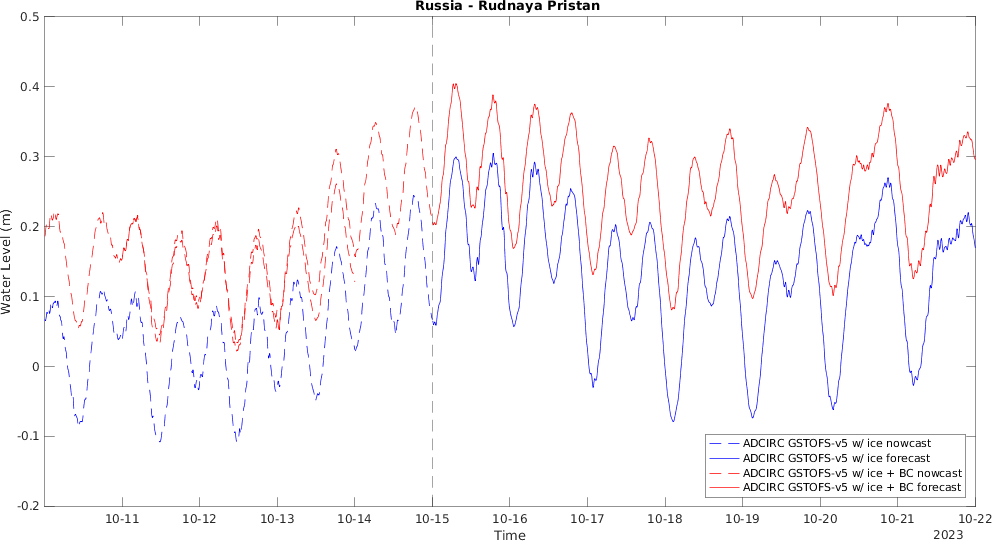 Russia - Rudnaya Pristan
0.5
0.4
0.3
0.2
0.1
0
-0.1
-0.2
Water Level (m)
ADCIRC GSTOFS-v5 w/ ice nowcast
ADCIRC GSTOFS-v5 w/ ice forecast
ADCIRC GSTOFS-v5 w/ ice + BC nowcast
ADCIRC GSTOFS-v5 w/ ice + BC forecast
10-11 10-12 10-13 10-14 10-15 10-16 10-17 10-18 10-19 10-20 10-21 10-22
Time
2023